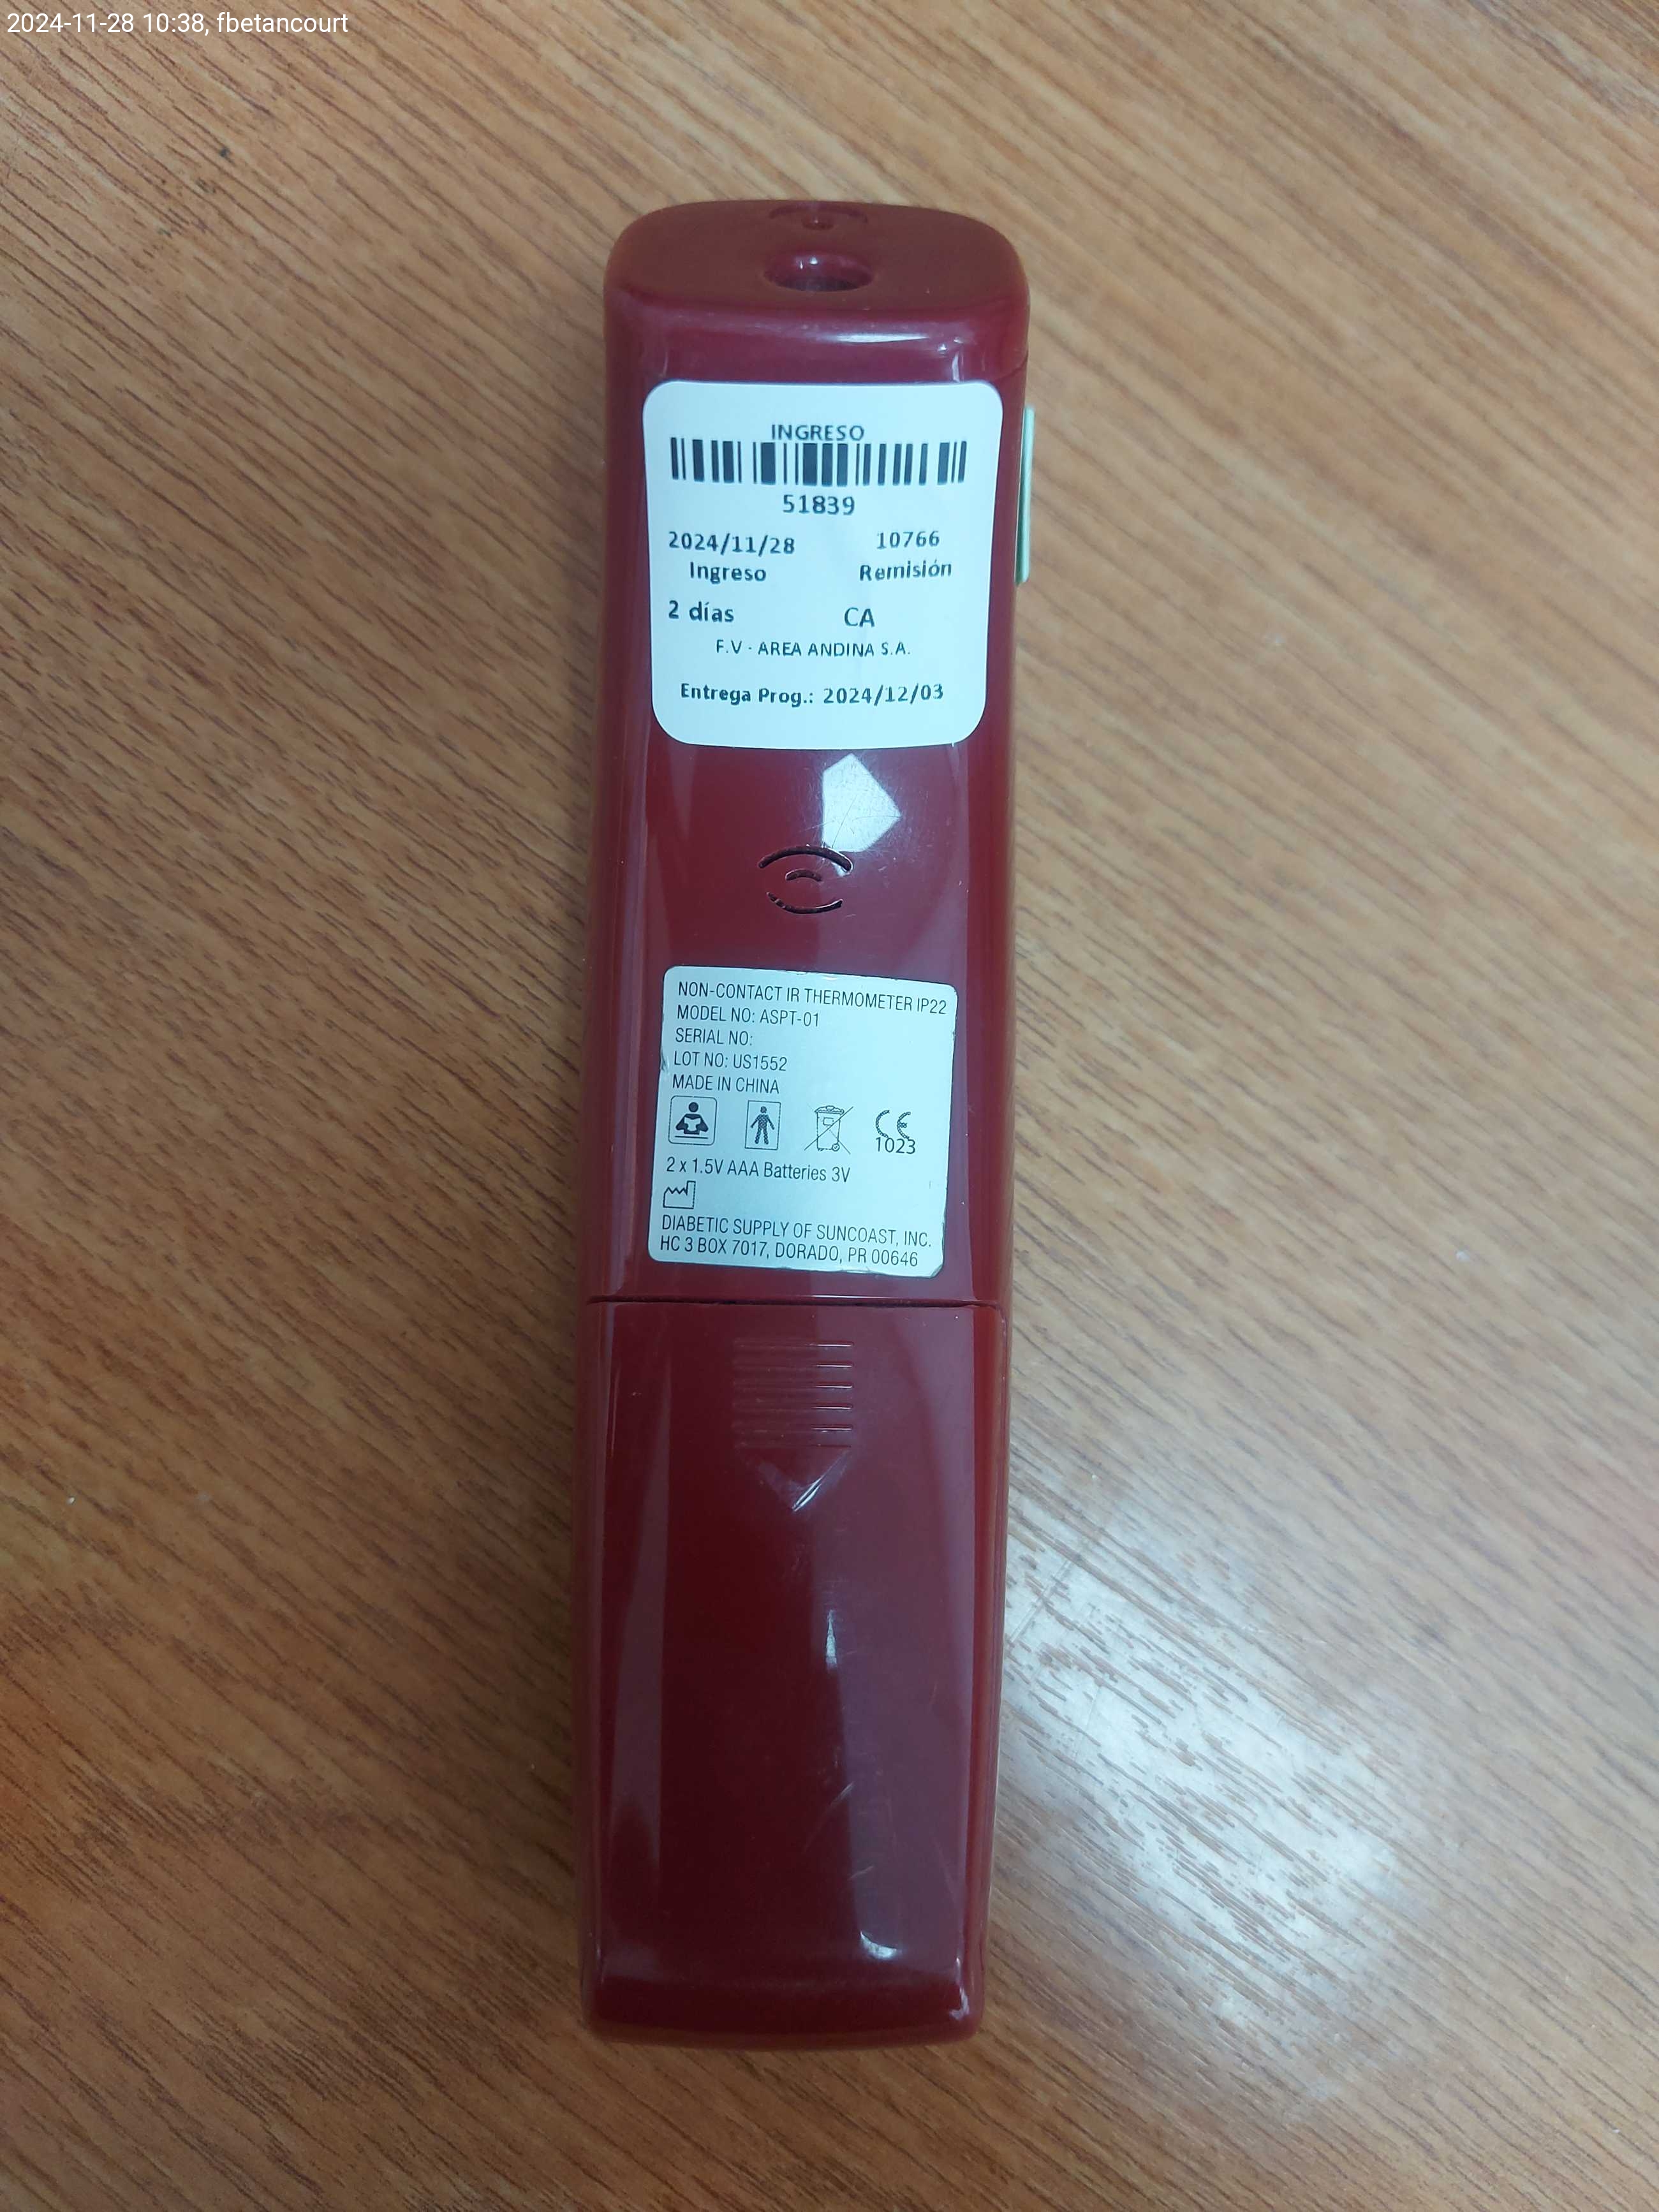 2024-11-28 10:38, fbetancourt
INGRESO
51839
2024/11/28 10766
Ingreso Remisión
2 días CA
F.V - AREA ANDINA S.A.
Entrega Prog.: 2024/12/03
NON-CONTACT IR THERMOMETER IP22
MODEL NO: ASPT-01
SERIAL NO:
LOT NO: US1552
MADE IN CHINA
CE
1023
2 x 1.5V AAA Batteries 3V
DIABETIC SUPPLY OF SUNCOAST, INC.
HC 3 BOX 7017, DORADO, PR 00646